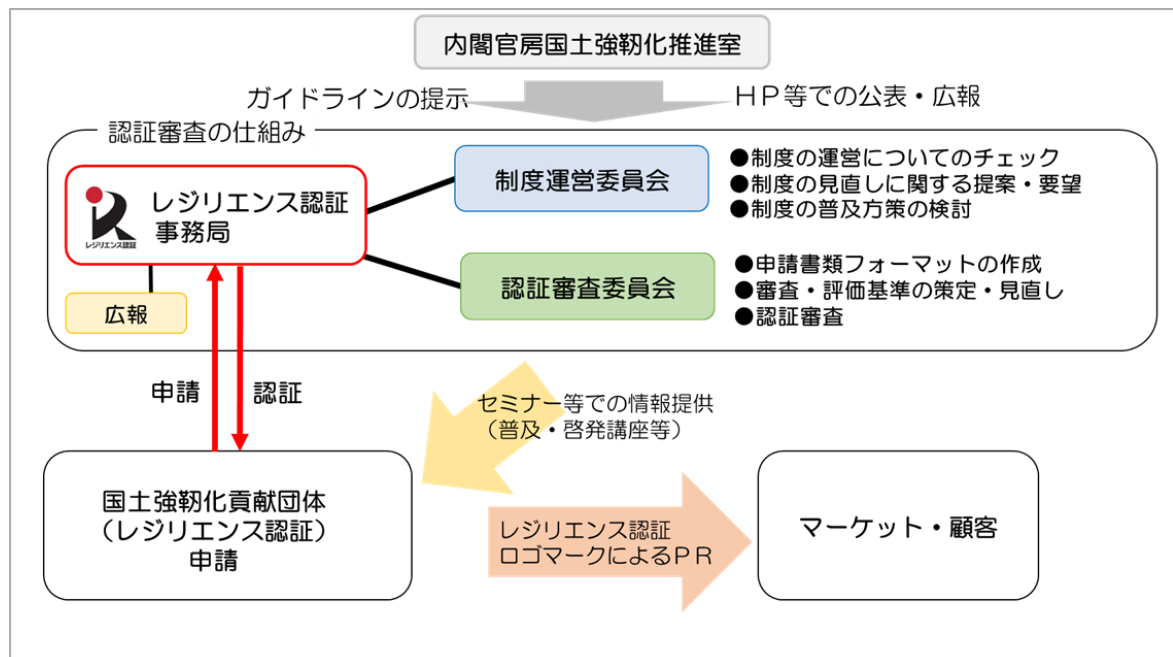 内閣官房国土強靭化推進室
ガイドラインの提示
HP等での公表・広報
認証審査の仕組み
レジリエンス認証
事務局
レジリエンス認証
広報
制度運営委員会
●制度の運営についてのチェック
●制度の見直しに関する提案・要望
●制度の普及方策の検討
認証審査委員会
●申請書類フォーマットの作成
●審査・評価基準の策定・見直し
●認証審査
申請
認証
セミナー等での情報提供
（普及・啓発講座等）
国土強靭化貢献団体
（レジリエンス認証）
申請
レジリエンス認証
ロゴマークによるPR
マーケット・顧客